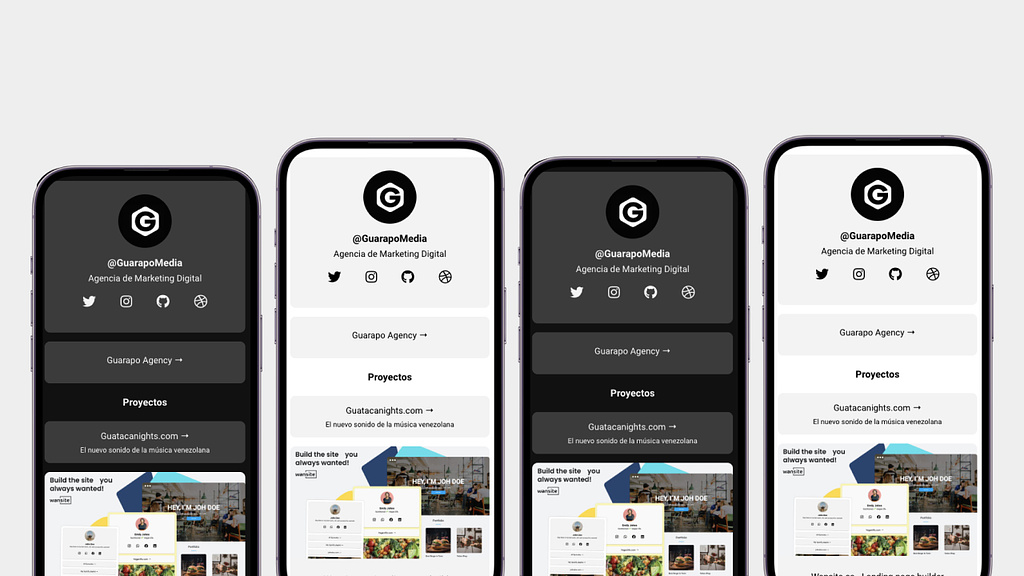 @GuarapoMedia
Agencia de Marketing Digital
Guarapo Agency →
Proyectos
Guatacanights.com →
El nuevo sonido de la música venezolana
Build the site you
always wanted!
wansite
HEY, I'M JOH DOE
@GuarapoMedia
Agencia de Marketing Digital
Guarapo Agency →
Proyectos
Guatacanights.com →
El nuevo sonido de la música venezolana
Build the site you
always wanted!
wansite
HEY, I'M JOH DOE
@GuarapoMedia
Agencia de Marketing Digital
Guarapo Agency →
Proyectos
Guatacanights.com →
El nuevo sonido de la música venezolana
Build the site you
always wanted!
wansite
HEY, I'M JOH DOE
@GuarapoMedia
Agencia de Marketing Digital
Guarapo Agency →
Proyectos
Guatacanights.com →
El nuevo sonido de la música venezolana
Build the site you
always wanted!
wansite
HEY, I'M JOH DOE